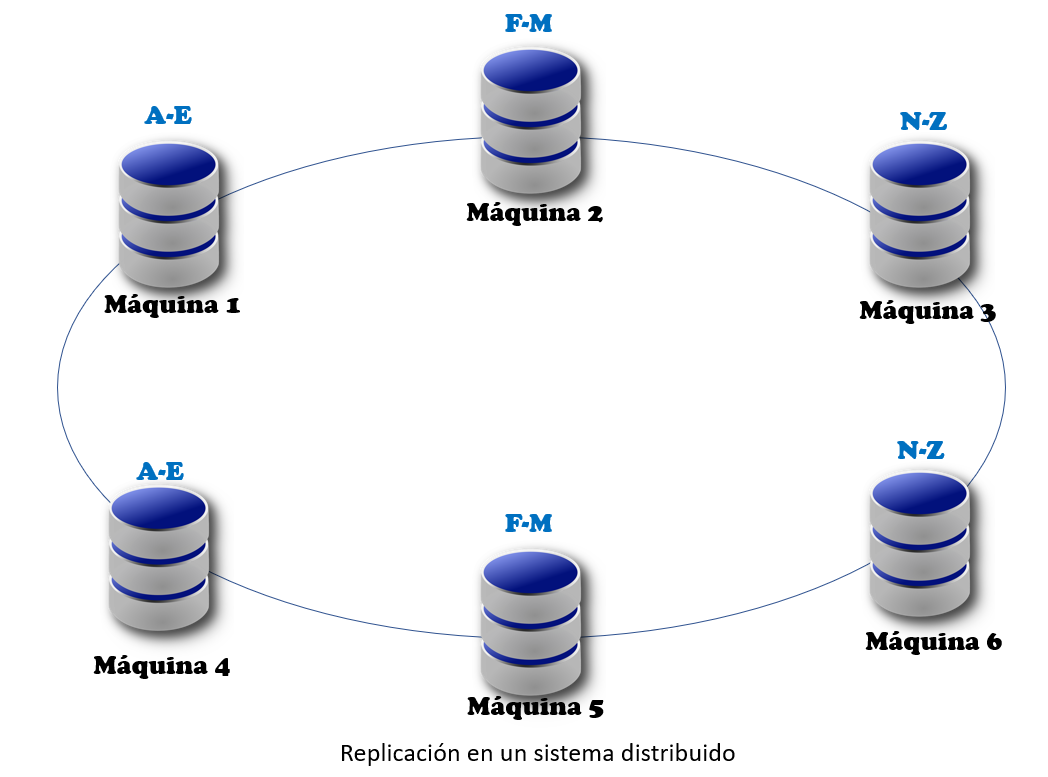 F-M
A-E
N-Z
Máquina 2
Máquina 1
Máquina 3
A-E
N-Z
F-M
Máquina 4
Máquina 6
Máquina 5
Replicación en un sistema distribuido